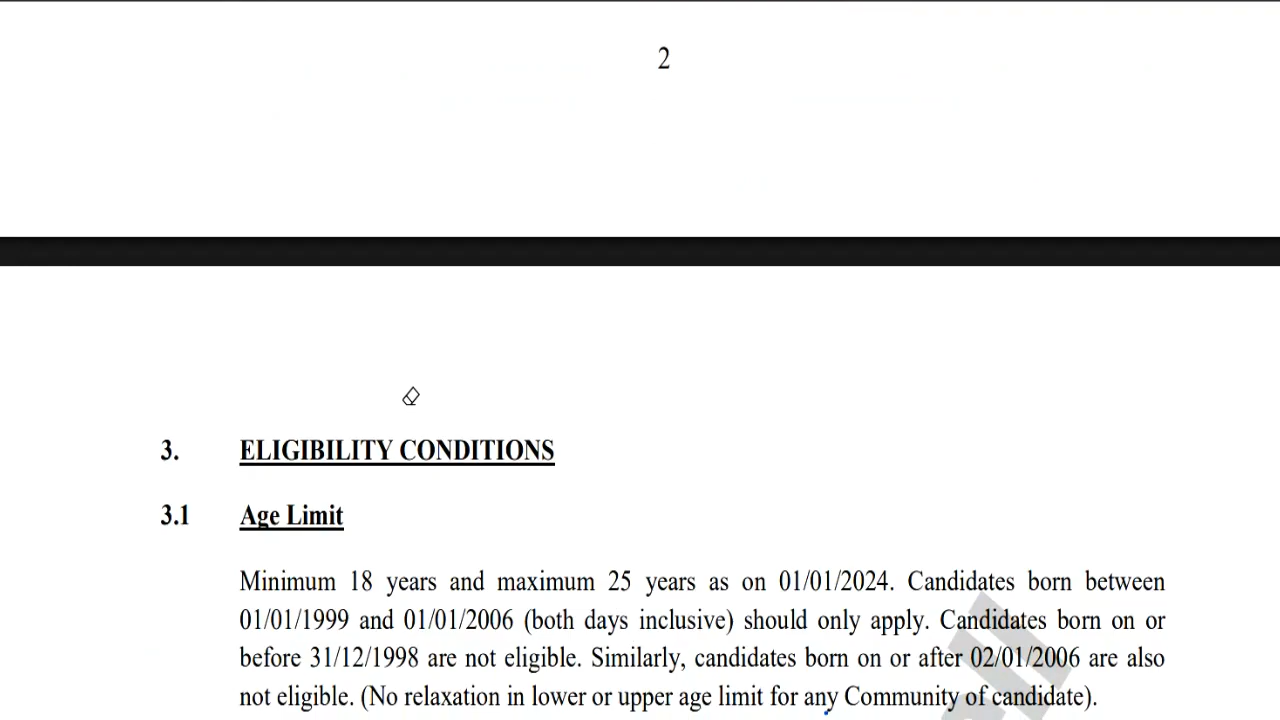 2
3. ELIGIBILITY CONDITIONS
3.1 Age Limit
Minimum 18 years and maximum 25 years as on 01/01/2024. Candidates born between
01/01/1999 and 01/01/2006 (both days inclusive) should only apply. Candidates born on or
before 31/12/1998 are not eligible. Similarly, candidates born on or after 02/01/2006 are also
not eligible. (No relaxation in lower or upper age limit for any Community of candidate).